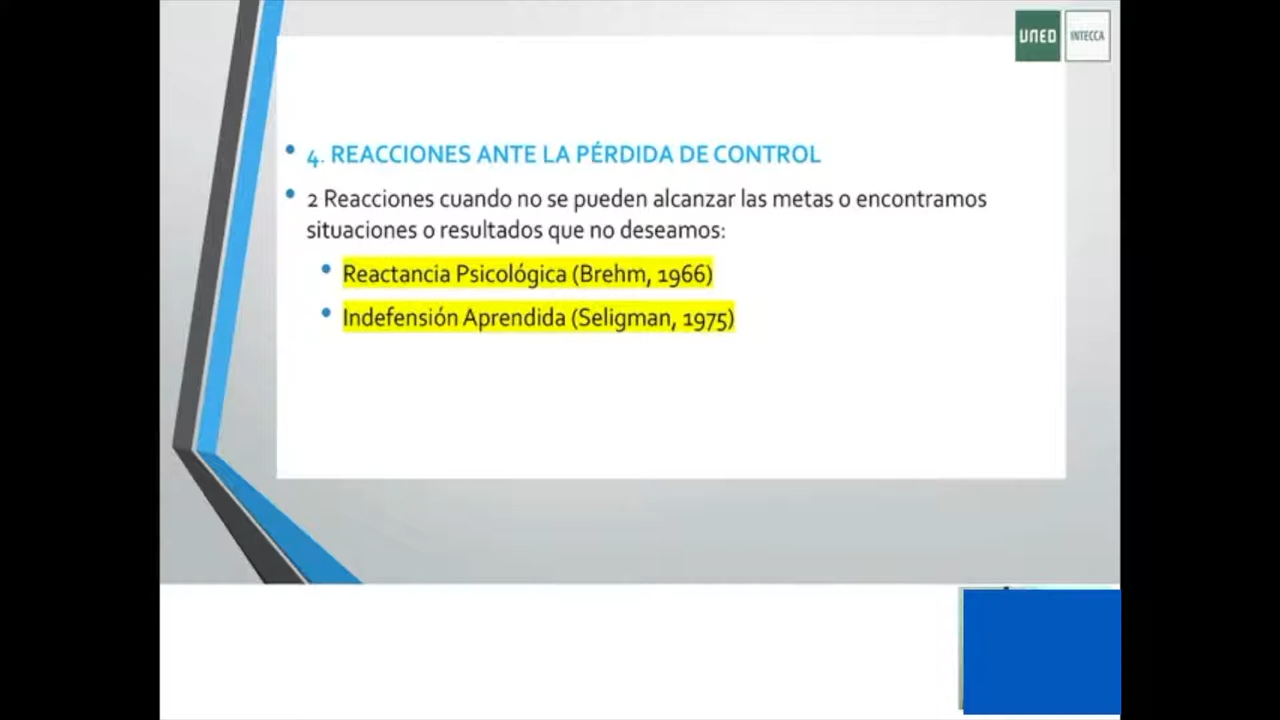 UNED INTECCA
4. REACCIONES ANTE LA PÉRDIDA DE CONTROL
2 Reacciones cuando no se pueden alcanzar las metas o encontramos
situaciones o resultados que no deseamos:
Reactancia Psicológica (Brehm, 1966)
Indefensión Aprendida (Seligman, 1975)